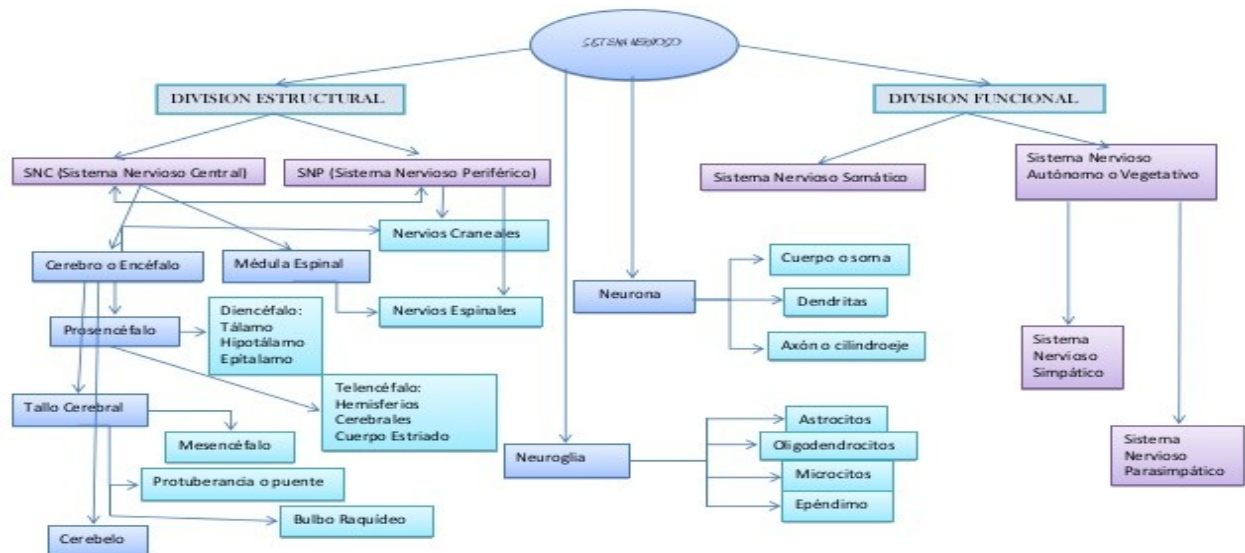 SISTEMA NERVIOSO
DIVISION ESTRUCTURAL
DIVISION FUNCIONAL
SNC (Sistema Nervioso Central)
SNP (Sistema Nervioso Periférico)
Sistema Nervioso Somático
Sistema Nervioso
Autónomo o Vegetativo
Nervios Craneales
Cerebro o Encéfalo
Médula Espinal
Nervios Espinales
Prosencéfalo
Diencéfalo:
Tálamo
Hipotálamo
Epítalamo
Telencéfalo:
Hemisferios
Cerebrales
Cuerpo Estriado
Tallo Cerebral
Mesencéfalo
Protuberancia o puente
Bulbo Raquídeo
Cerebelo
Neurona
Cuerpo o soma
Dendritas
Axón o cilindroeje
Neuroglia
Astrocitos
Oligodendrocitos
Microcitos
Epéndimo
Sistema
Nervioso
Simpático
Sistema
Nervioso
Parasimpático